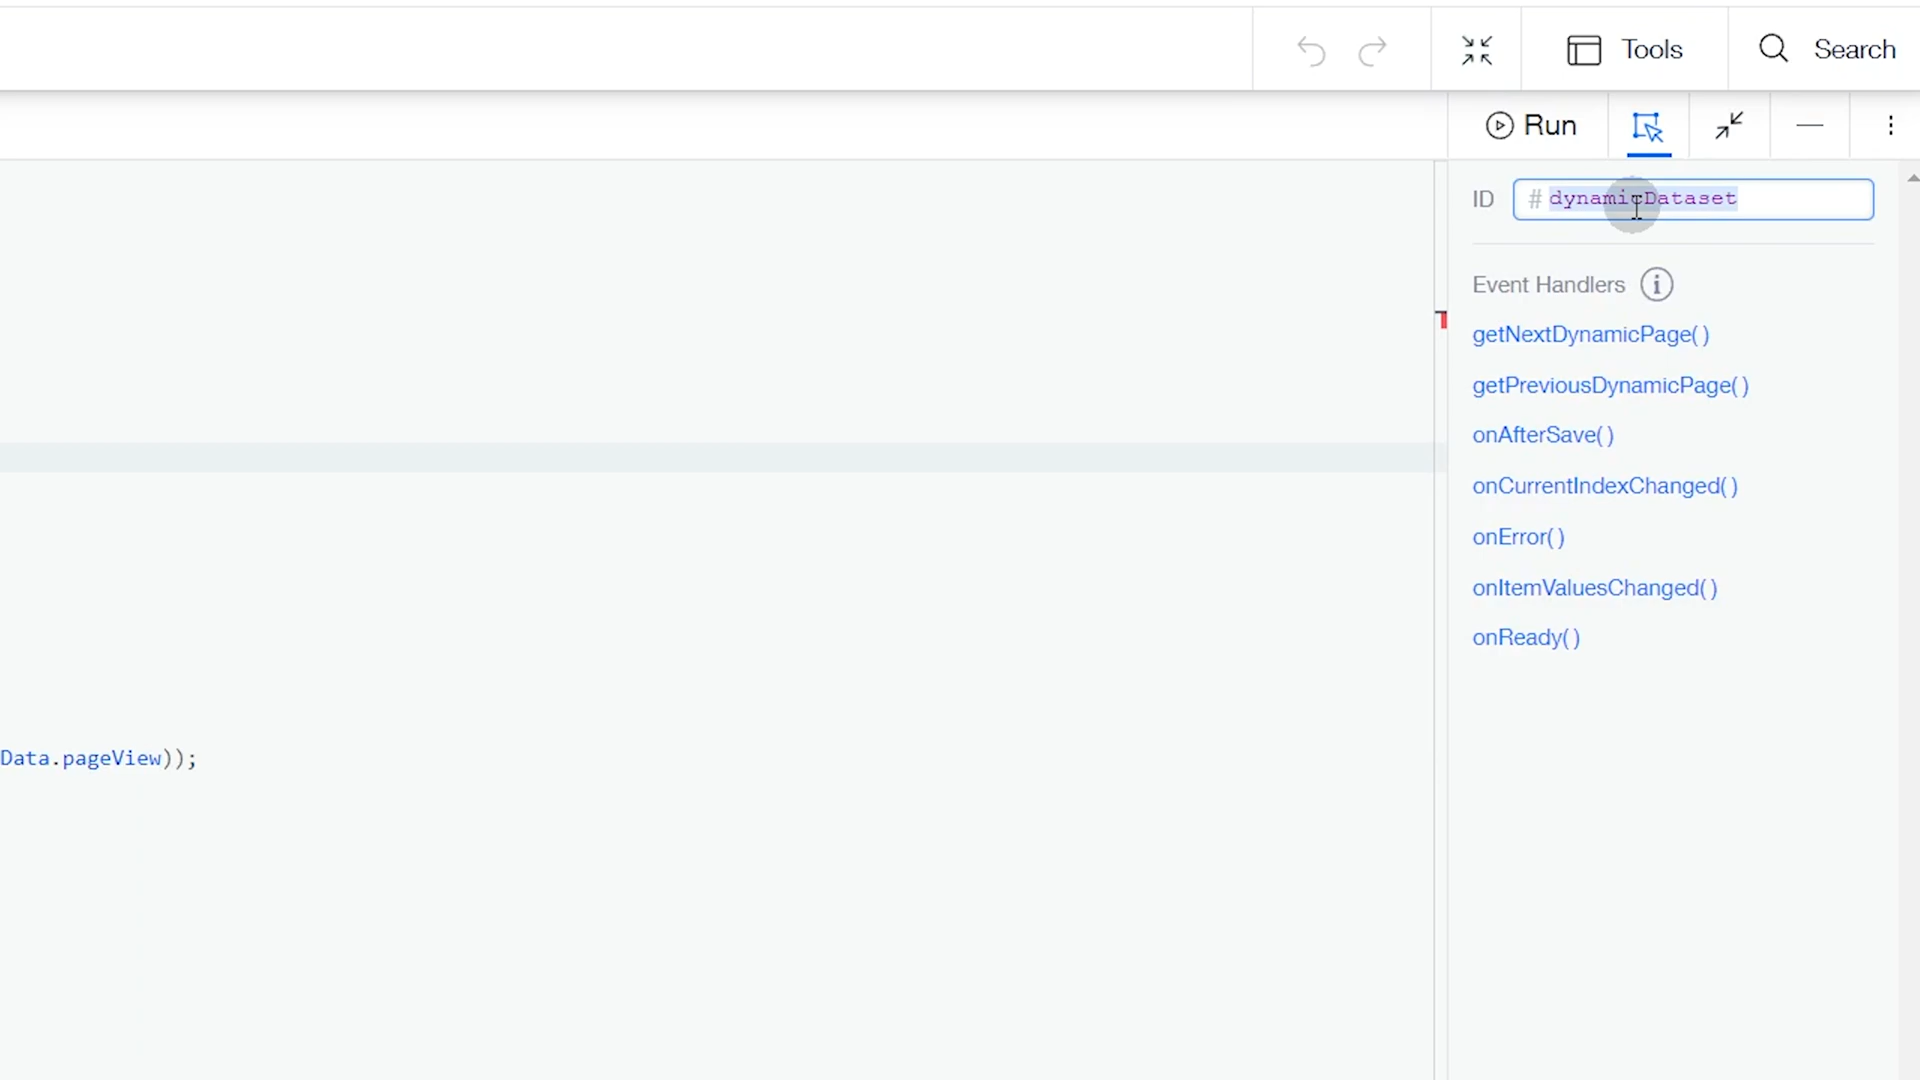 Tools
Search
Run
ID # dynamicDataset
Event Handlers
getNextDynamicPage()
getPreviousDynamicPage()
onAfterSave()
onCurrentIndexChanged()
onError()
onItemValuesChanged()
onReady()
Data.pageView));